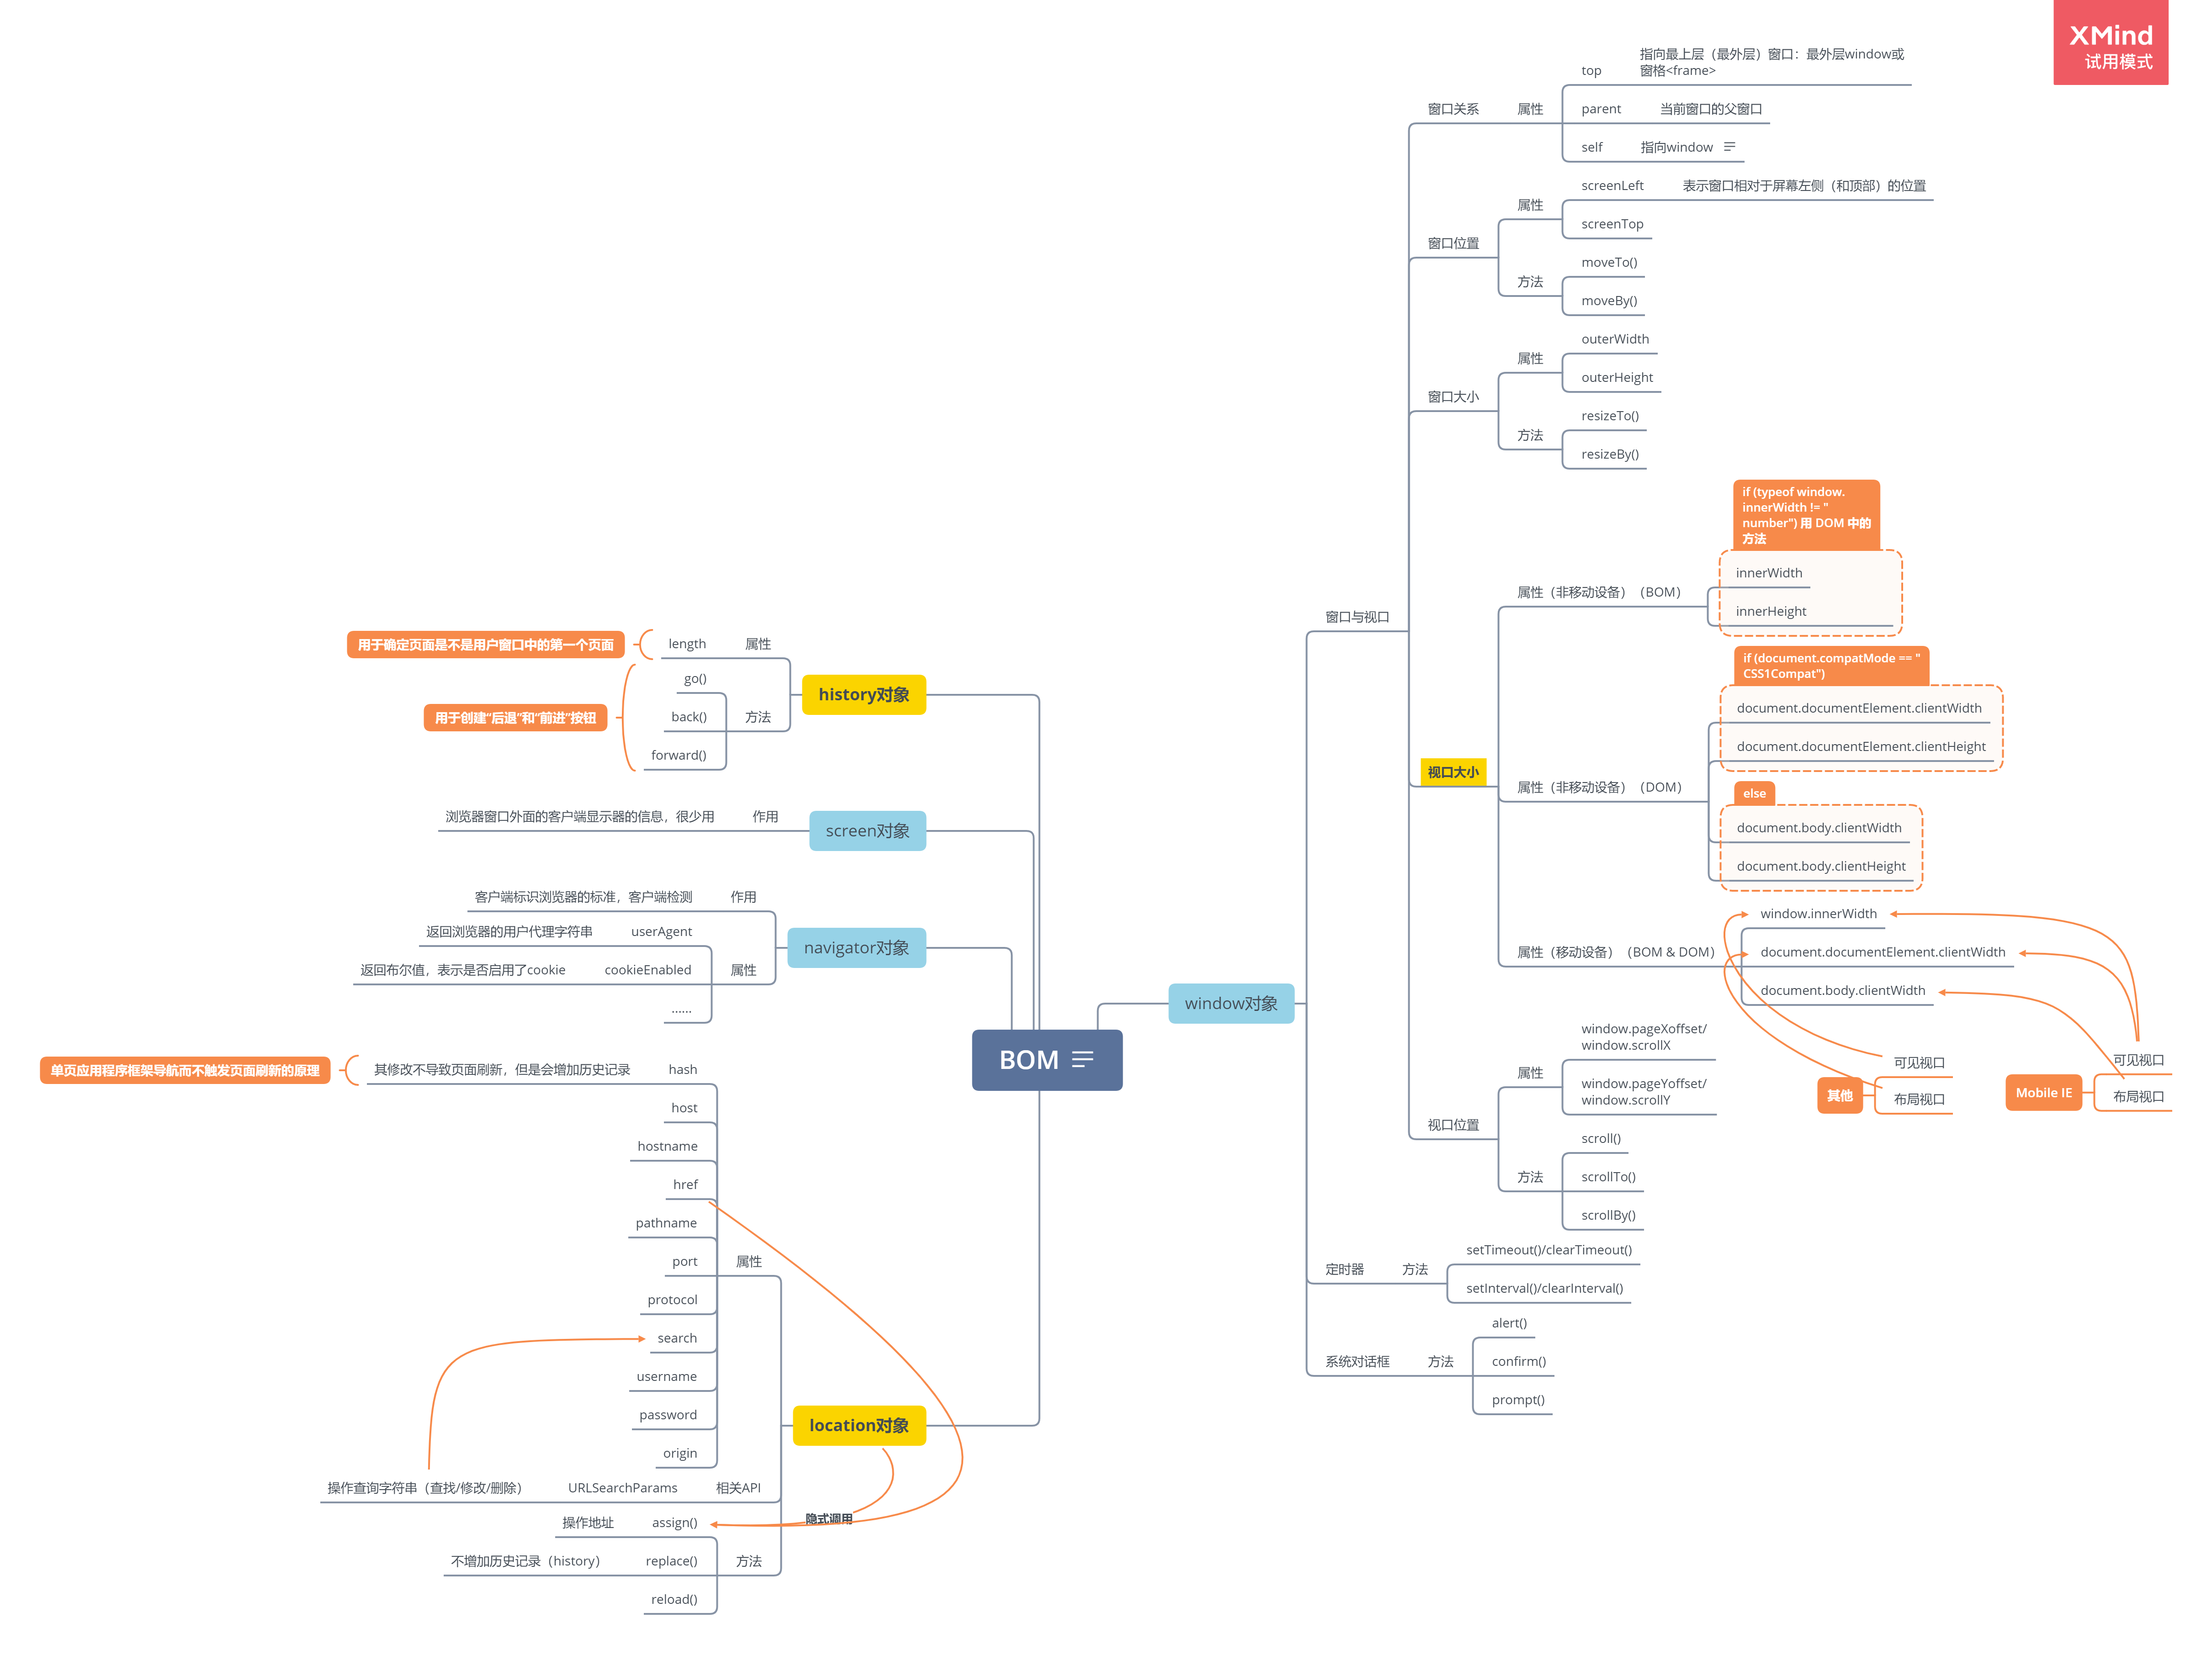 XMind
试用模式
BOM
window对象
窗口与视口
窗口关系
属性
top
指向最上层（最外层）窗口：最外层window或
窗格<frame>
parent
当前窗口的父窗口
self
指向window
窗口位置
属性
screenLeft
表示窗口相对于屏幕左侧（和顶部）的位置
screenTop
方法
moveTo()
moveBy()
窗口大小
属性
outerWidth
outerHeight
方法
resizeTo()
resizeBy()
视口大小
属性（非移动设备）（BOM）
if (typeof window.
innerWidth != "
number") 用 DOM 中的
方法
innerWidth
innerHeight
属性（非移动设备）（DOM）
if (document.compatMode == "
CSS1Compat")
document.documentElement.clientWidth
document.documentElement.clientHeight
else
document.body.clientWidth
document.body.clientHeight
属性（移动设备）（BOM & DOM）
window.innerWidth
document.documentElement.clientWidth
document.body.clientWidth
其他
可见视口
布局视口
Mobile IE
可见视口
布局视口
视口位置
属性
window.pageXoffset/
window.scrollX
window.pageYoffset/
window.scrollY
方法
scroll()
scrollTo()
scrollBy()
定时器
方法
setTimeout()/clearTimeout()
setInterval()/clearInterval()
系统对话框
方法
alert()
confirm()
prompt()
history对象
属性
length
用于确定页面是不是用户窗口中的第一个页面
方法
go()
back()
forward()
用于创建“后退”和”前进”按钮
screen对象
作用
浏览器窗口外面的客户端显示器的信息，很少用
navigator对象
作用
客户端标识浏览器的标准，客户端检测
属性
userAgent
返回浏览器的用户代理字符串
cookieEnabled
返回布尔值，表示是否启用了cookie
……
location对象
属性
hash
其修改不导致页面刷新，但是会增加历史记录
单页应用程序框架导航而不触发页面刷新的原理
host
hostname
href
pathname
port
protocol
search
username
password
origin
相关API
URLSearchParams
操作查询字符串（查找/修改/删除）
方法
assign()
操作地址
隐式调用
replace()
不增加历史记录（history）
reload()